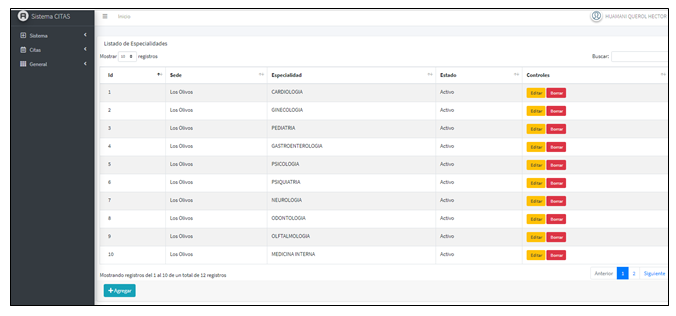 R Sistema CITAS
Inicio
HUAMANI QUEROL HECTOR
Sistema
Citas
General
Listado de Especialidades
Mostrar 10 registros
Buscar:
Id Sede Especialidad Estado Controles
1 Los Olivos CARDIOLOGIA Activo Editar Borrar
2 Los Olivos GINECOLOGIA Activo Editar Borrar
3 Los Olivos PEDIATRIA Activo Editar Borrar
4 Los Olivos GASTROENTEROLOGIA Activo Editar Borrar
5 Los Olivos PSICOLOGIA Activo Editar Borrar
6 Los Olivos PSIQUIATRIA Activo Editar Borrar
7 Los Olivos NEUROLOGIA Activo Editar Borrar
8 Los Olivos ODONTOLOGIA Activo Editar Borrar
9 Los Olivos OLFTALMOLOGIA Activo Editar Borrar
10 Los Olivos MEDICINA INTERNA Activo Editar Borrar
Mostrando registros del 1 al 10 de un total de 12 registros
Anterior 1 2 Siguiente
+ Agregar